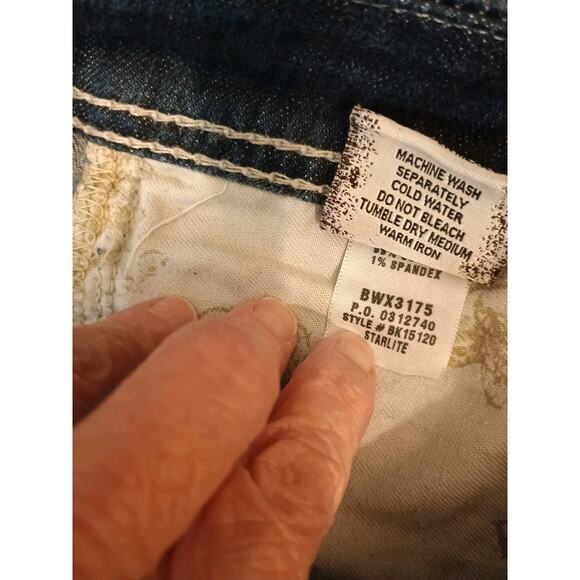 MACHINE WASH
SEPARATELY
COLD WATER
DO NOT BLEACH
TUMBLE DRY MEDIUM
WARM IRON
1% SPANDEX
BWX3175
P.O. 0312740
STYLE # BK15120
STARLITE